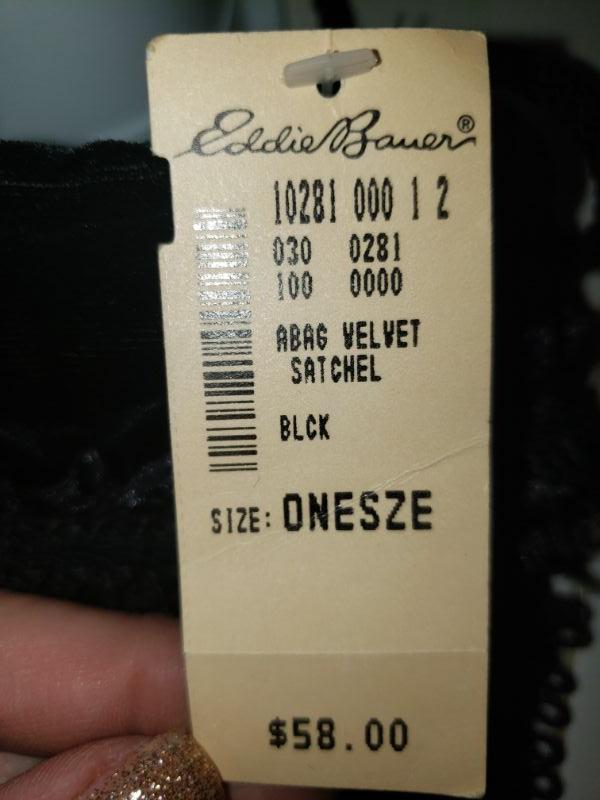 Eddie Bauer®
10281 000 1 2
030 0281
100 0000
ABAG VELVET
SATCHEL
BLCK
SIZE: ONESZE
$58.00